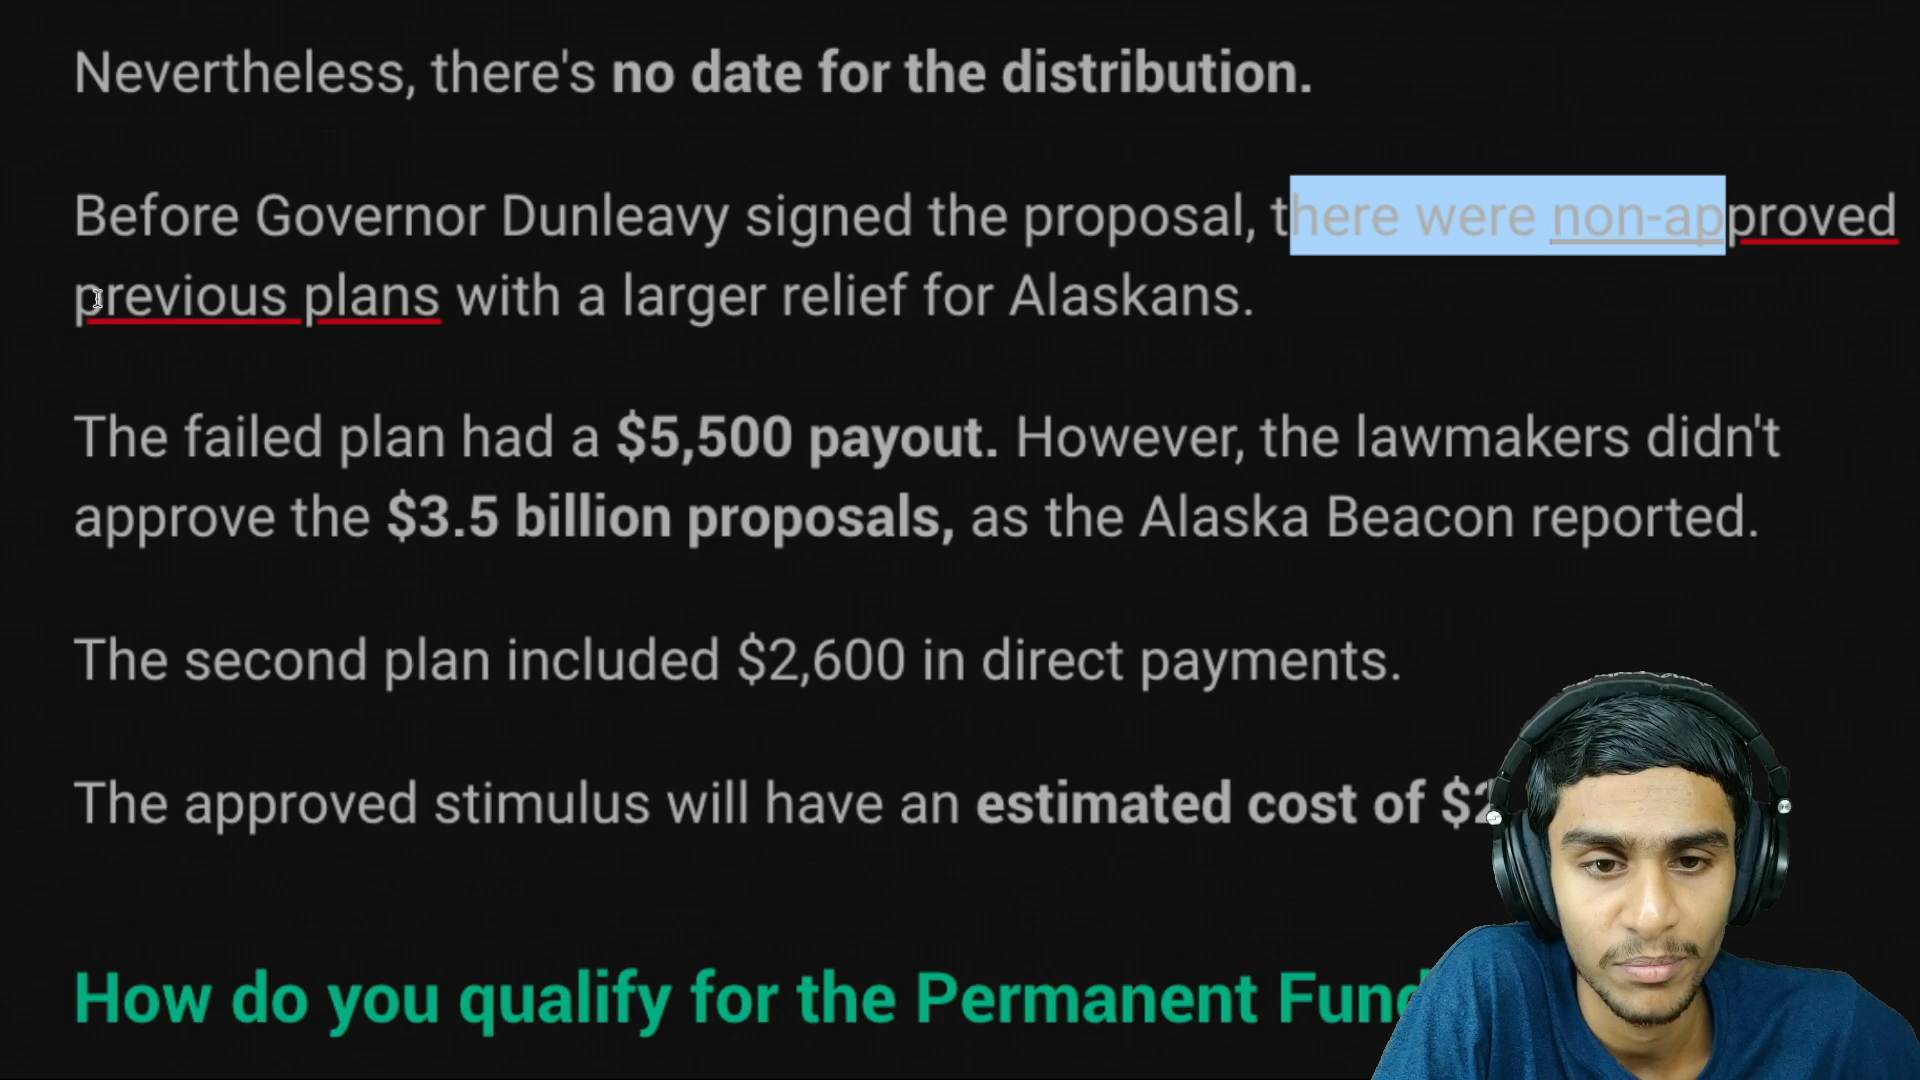 Nevertheless, there's no date for the distribution.
Before Governor Dunleavy signed the proposal, there were non-approved
previous plans with a larger relief for Alaskans.
The failed plan had a $5,500 payout. However, the lawmakers didn't
approve the $3.5 billion proposals, as the Alaska Beacon reported.
The second plan included $2,600 in direct payments.
The approved stimulus will have an estimated cost of
How do you qualify for the Permanent